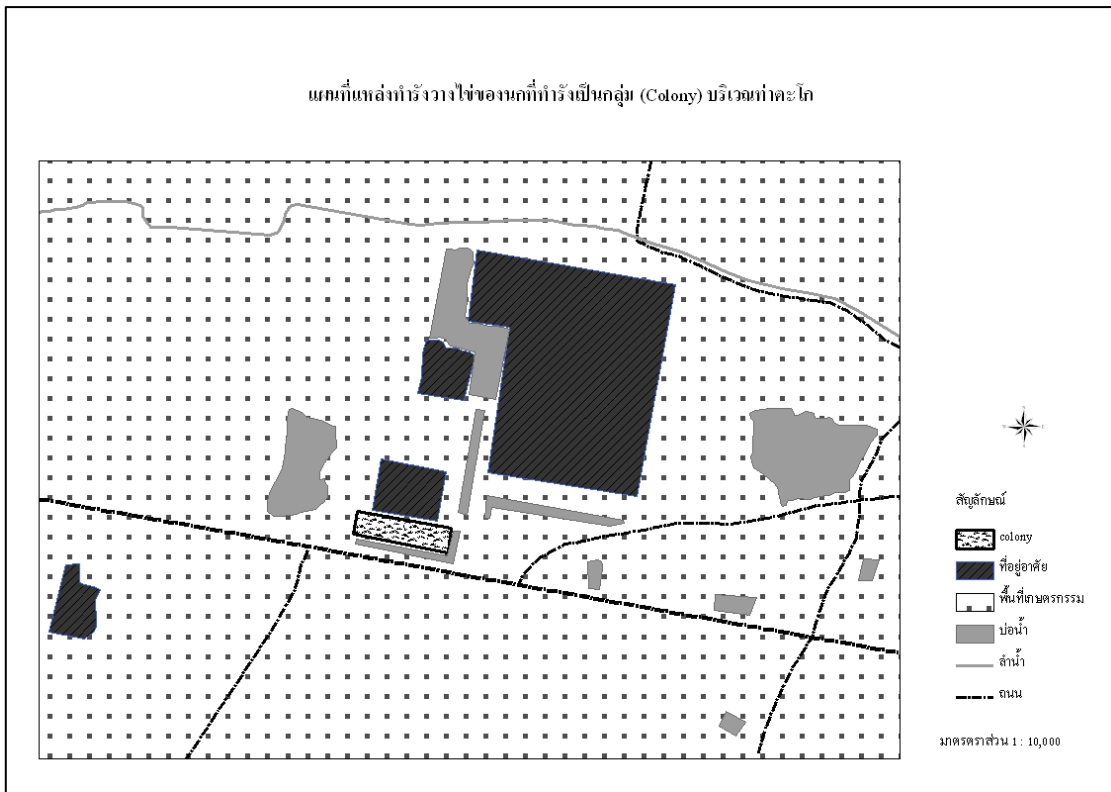 แผนที่แหล่งทำรังวางไข่ของนกที่ทำรังเป็นกลุ่ม (Colony) บริเวณท่าตะโก
สัญลักษณ์
colony
ที่อยู่อาศัย
พื้นที่เกษตรกรรม
บ่อน้ำ
ลำน้ำ
ถนน
มาตรตราส่วน 1 : 10,000